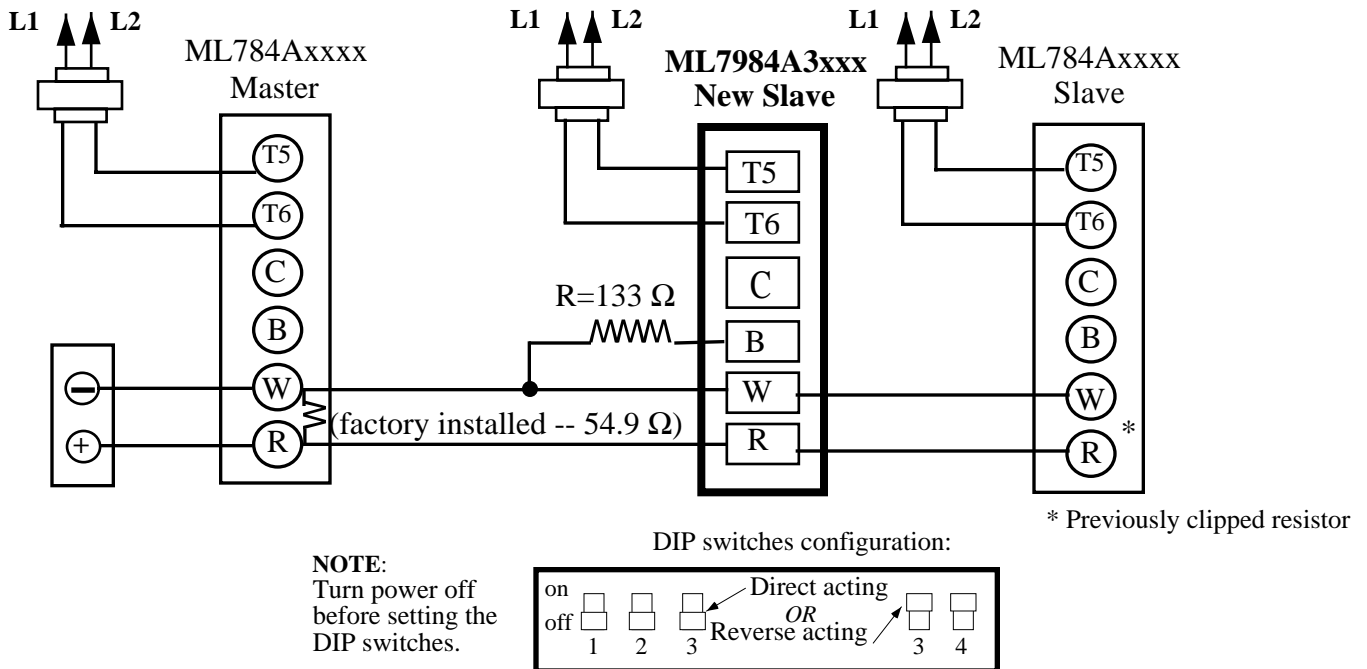 L1 L2
ML784Axxxx
Master
T5
T6
C
B
W
R
−
+
(factory installed -- 54.9 Ω)
R=133 Ω
L1 L2
ML7984A3xxx
New Slave
T5
T6
C
B
W
R
L1 L2
ML784Axxxx
Slave
T5
T6
C
B
W
R
*
* Previously clipped resistor
NOTE:
Turn power off
before setting the
DIP switches.
DIP switches configuration:
on
off
1 2 3
Direct acting
OR
Reverse acting
3 4